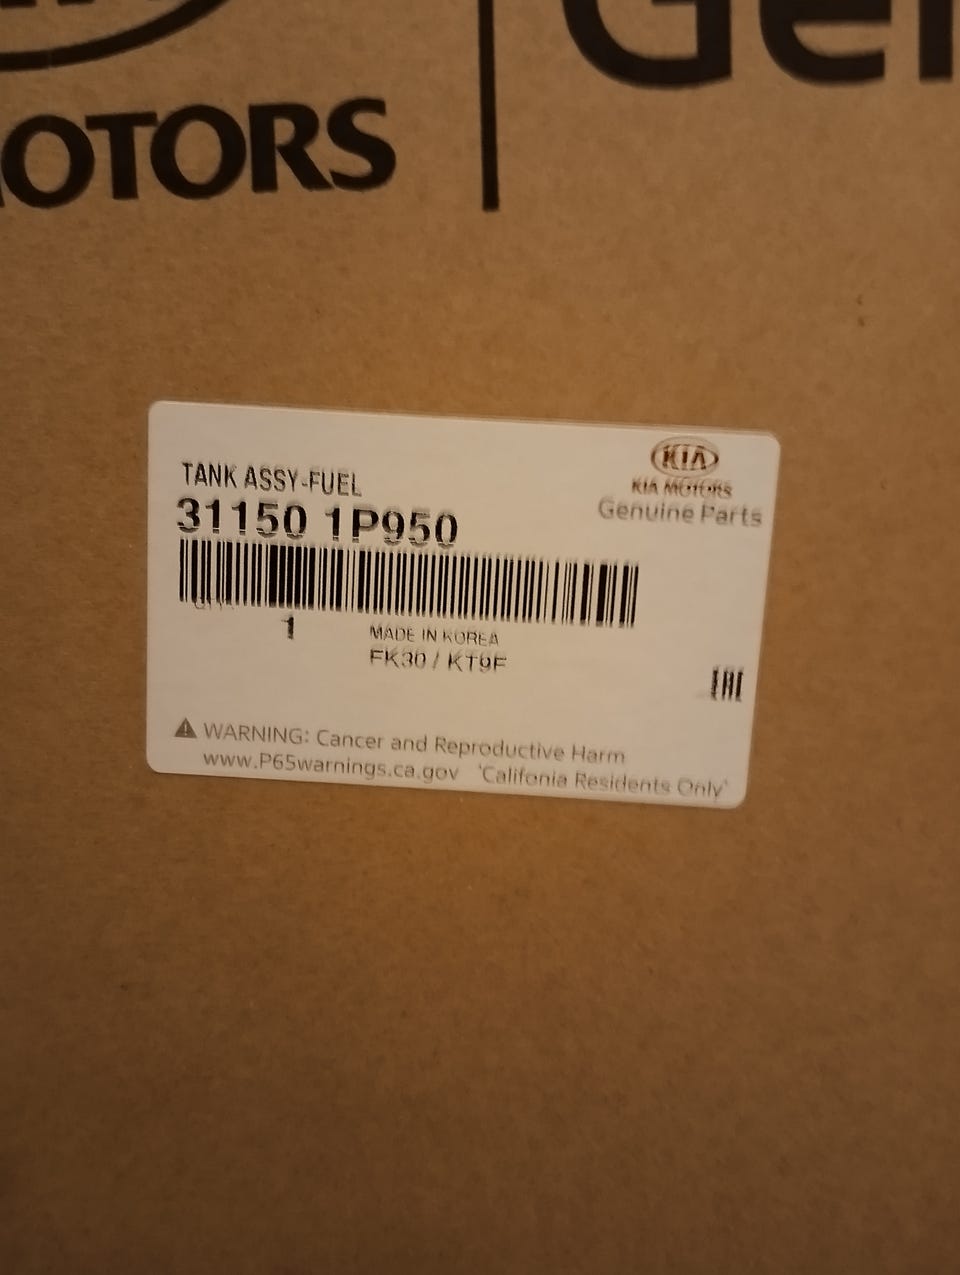 MOTORS
Gen
TANK ASSY-FUEL
31150 1P950
KIA
KIA MOTORS
Genuine Parts
1
MADE IN KOREA
FK30 / KT9F
EAC
WARNING: Cancer and Reproductive Harm
www.P65warnings.ca.gov 'Califonia Residents Only'